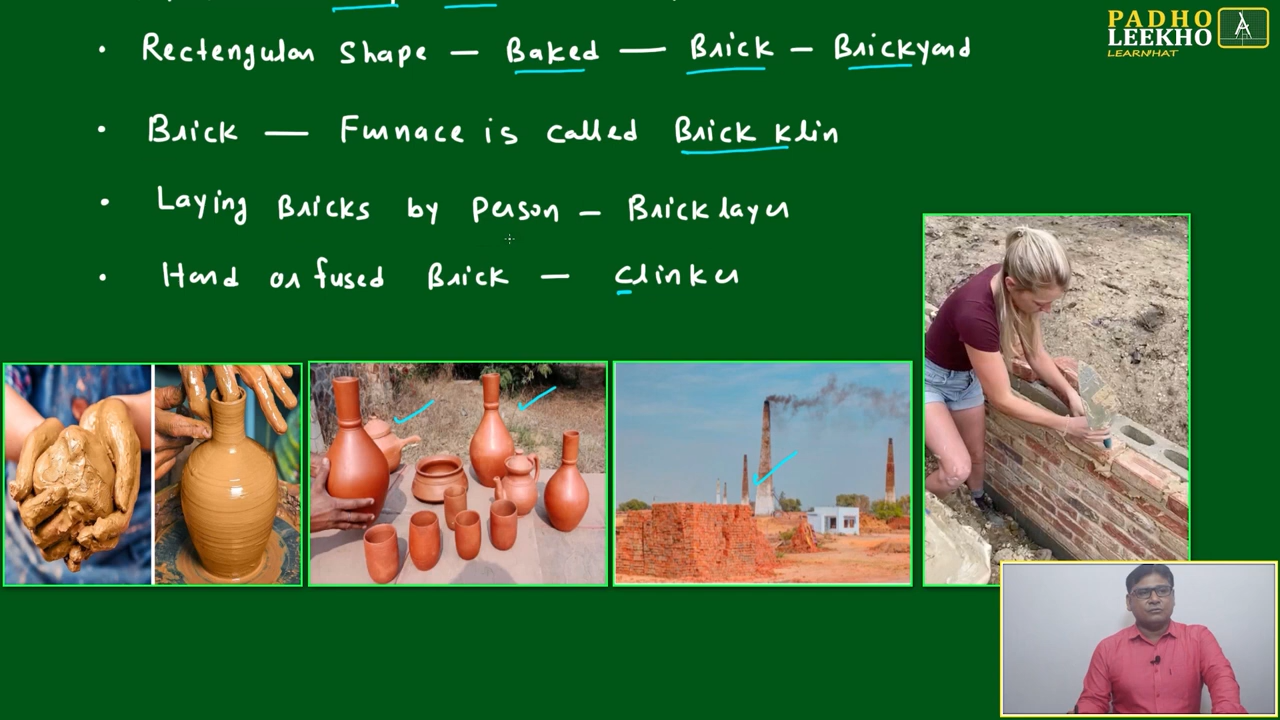 PADHO
LEEKHO
LEARN'HAT
• Rectengular Shape — Baked — Brick — Brickyard
• Brick — Furnace is called Brick klin
• Laying Bricks by Person — Bricklayer
• Hard or fused Brick — Clinker